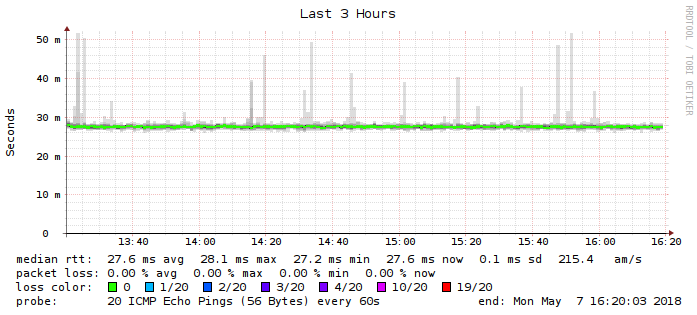 Last 3 Hours
RRDTOOL / TOBI OETIKER
Seconds
50 m
40 m
30 m
20 m
10 m
0
13:40 14:00 14:20 14:40 15:00 15:20 15:40 16:00 16:20
median rtt: 27.6 ms avg 28.1 ms max 27.2 ms min 27.6 ms now 0.1 ms sd 215.4 am/s
packet loss: 0.00 % avg 0.00 % max 0.00 % min 0.00 % now
loss color: 0 1/20 2/20 3/20 4/20 10/20 19/20
probe: 20 ICMP Echo Pings (56 Bytes) every 60s end: Mon May 7 16:20:03 2018